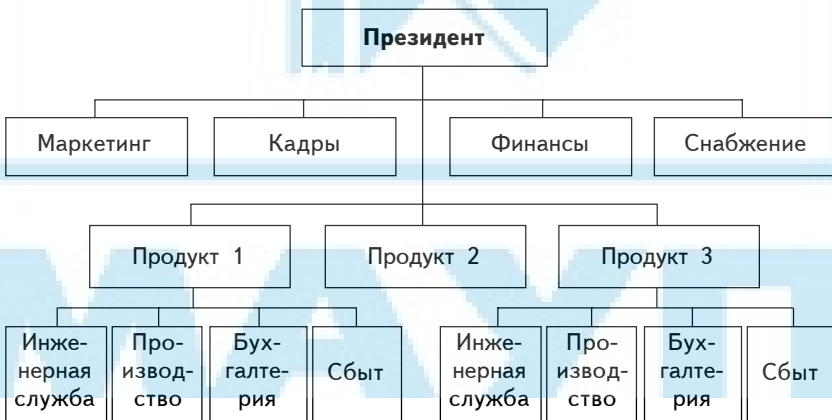 Президент
Маркетинг
Кадры
Финансы
Снабжение
Продукт 1
Продукт 2
Продукт 3
Инже-
нерная
служба
Про-
извод-
ство
Бух-
галте-
рия
Сбыт
Инже-
нерная
служба
Про-
извод-
ство
Бух-
галте-
рия
Сбыт
МАУП